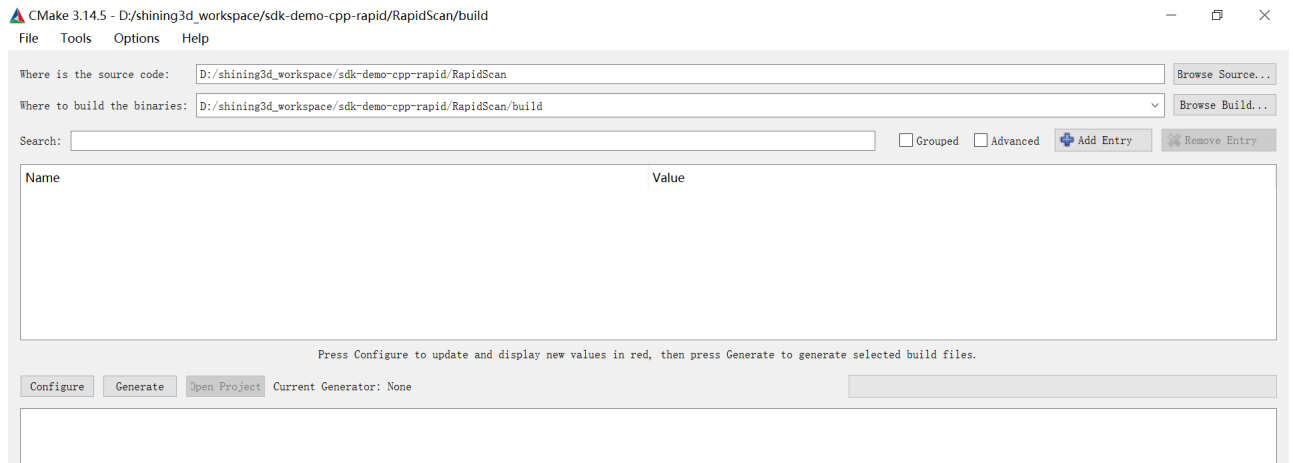 CMake 3.14.5 - D:/shining3d_workspace/sdk-demo-cpp-rapid/RapidScan/build
File Tools Options Help
Where is the source code: D:/shining3d_workspace/sdk-demo-cpp-rapid/RapidScan Browse Source...
Where to build the binaries: D:/shining3d_workspace/sdk-demo-cpp-rapid/RapidScan/build Browse Build...
Search: Grouped Advanced Add Entry Remove Entry
Name Value
Press Configure to update and display new values in red, then press Generate to generate selected build files.
Configure Generate Open Project Current Generator: None